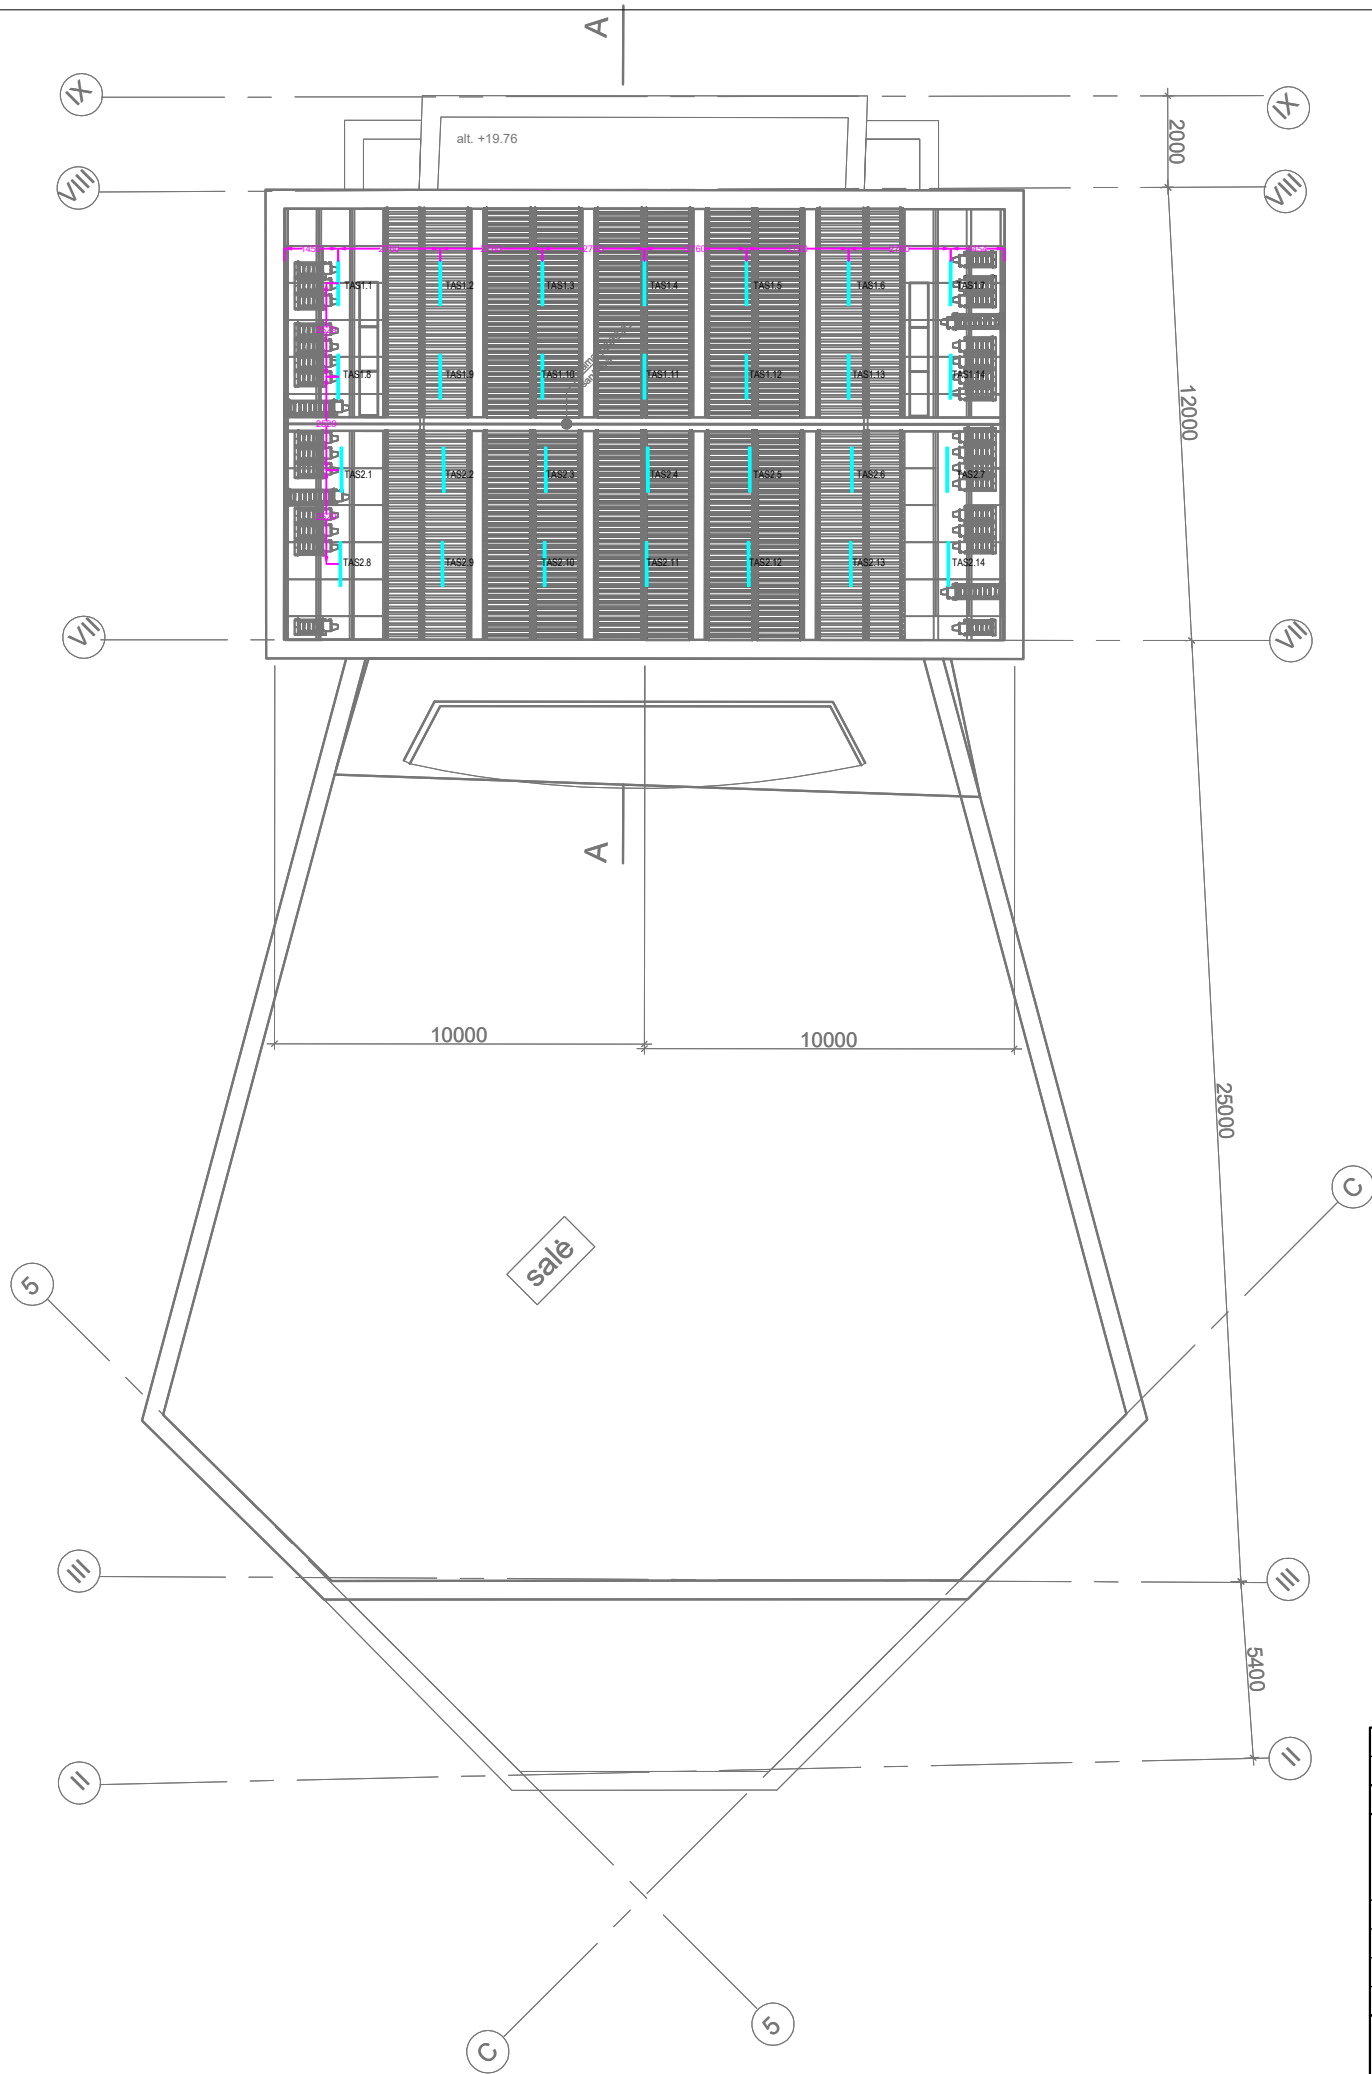 A
IX
IX
2000
alt. +19.76
VIII
VIII
TAS1.1
TAS1.2
TAS1.3
TAS1.4
TAS1.5
TAS1.6
TAS1.7
TAS1.8
TAS1.9
TAS1.10
TAS1.11
TAS1.12
TAS1.13
TAS1.14
12000
TAS2.1
TAS2.2
TAS2.3
TAS2.4
TAS2.5
TAS2.6
TAS2.7
TAS2.8
TAS2.9
TAS2.10
TAS2.11
TAS2.12
TAS2.13
TAS2.14
VII
VII
A
10000
10000
25000
C
salė
5
III
III
5400
II
II
5
C